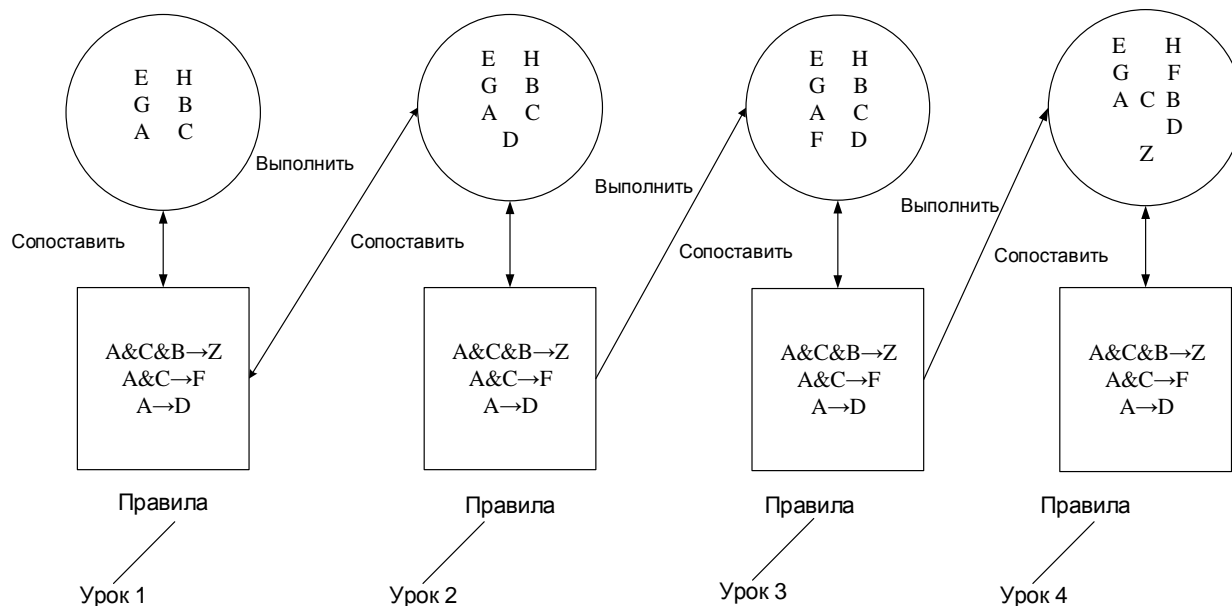 E H
G B
A C
Выполнить
Сопоставить
A&C&B→Z
A&C→F
A→D
Правила
Урок 1
E H
G B
A C
D
Выполнить
Сопоставить
A&C&B→Z
A&C→F
A→D
Правила
Урок 2
E H
G B
A C
F D
Выполнить
Сопоставить
A&C&B→Z
A&C→F
A→D
Правила
Урок 3
E H
G F
A C B
D
Z
Сопоставить
A&C&B→Z
A&C→F
A→D
Правила
Урок 4